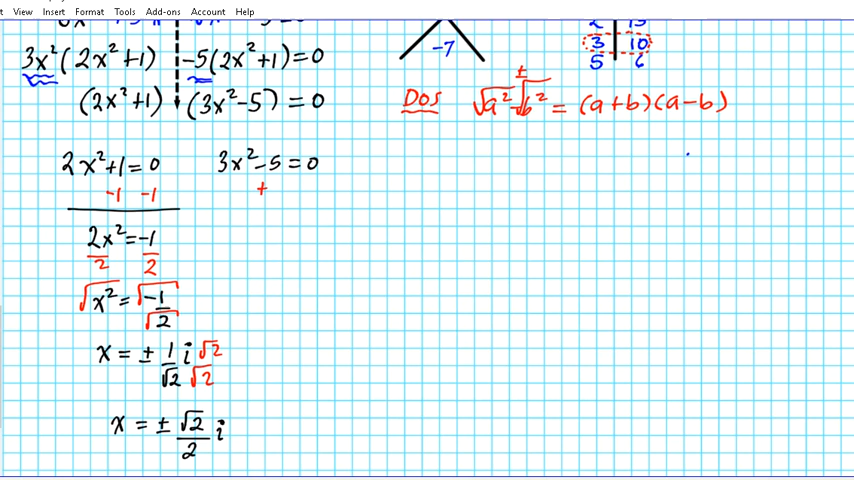 Insert Format Tools Add-ons Account Help
3x²(2x²+1) -5(2x²+1)=0
(2x²+1) (3x²-5)=0
2x²+1=0 3x²-5=0
-1 -1 +
2x²=-1
2 2
√x²=√-1
√2
x = ± 1/√2 i √2/√2
x = ± √2/2 i
-7
3 10
5 6
DOS √a² - √b² = (a+b)(a-b)
±